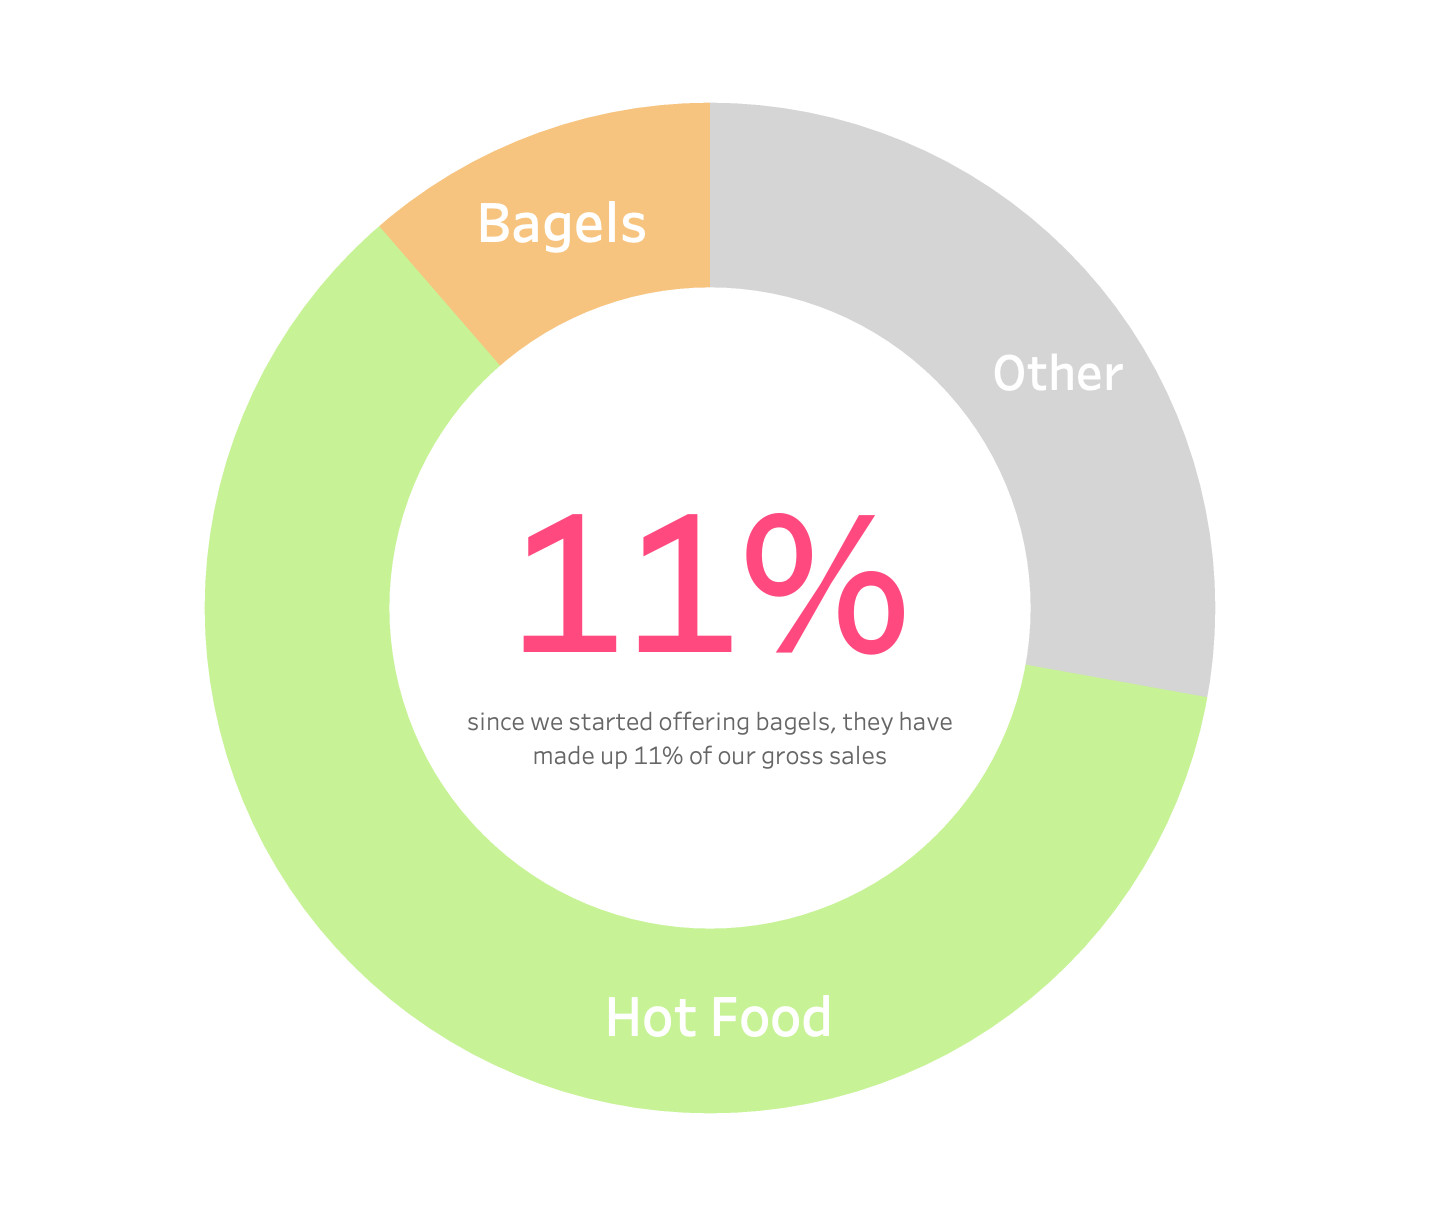 Bagels
Other
11%
since we started offering bagels, they have
made up 11% of our gross sales
Hot Food